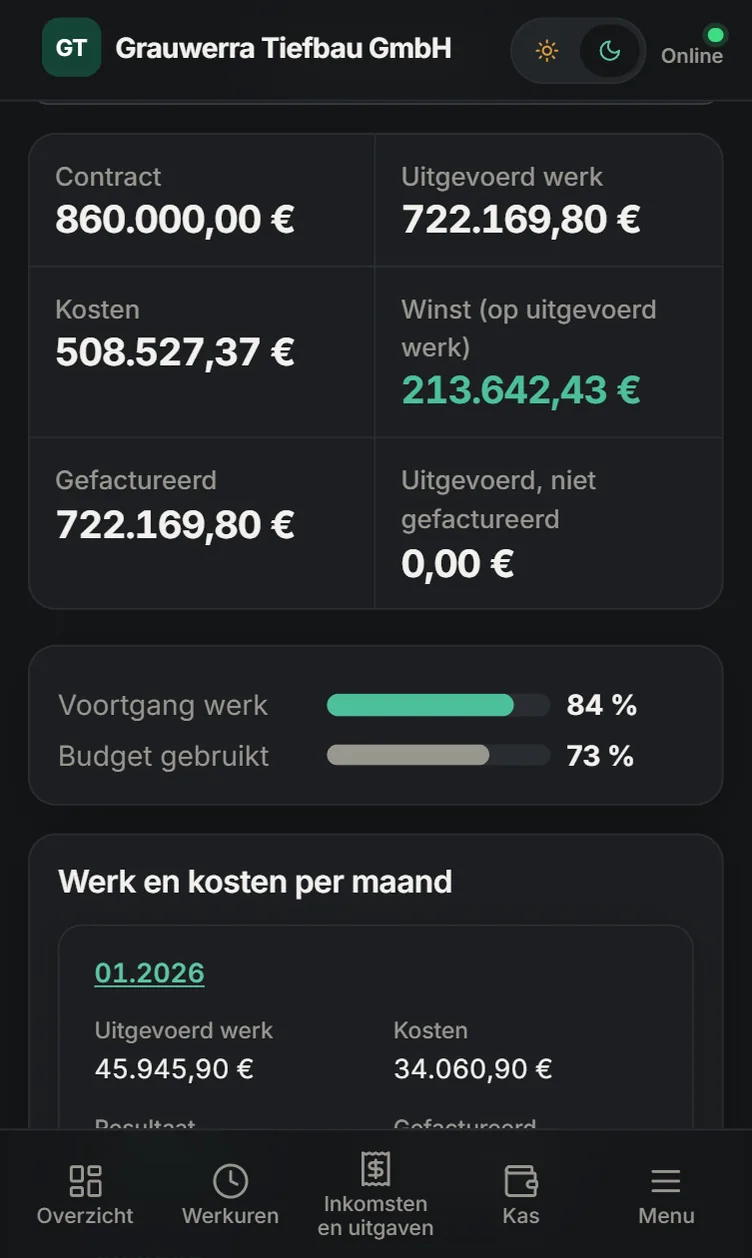 GT Grauwerra Tiefbau GmbH Online
Contract
860.000,00 €
Uitgevoerd werk
722.169,80 €
Kosten
508.527,37 €
Winst (op uitgevoerd
werk)
213.642,43 €
Gefactureerd
722.169,80 €
Uitgevoerd, niet
gefactureerd
0,00 €
Voortgang werk 84 %
Budget gebruikt 73 %
Werk en kosten per maand
01.2026
Uitgevoerd werk
45.945,90 €
Kosten
34.060,90 €
Resultaat
Gefactureerd
Overzicht
Werkuren
Inkomsten
en uitgaven
Kas
Menu